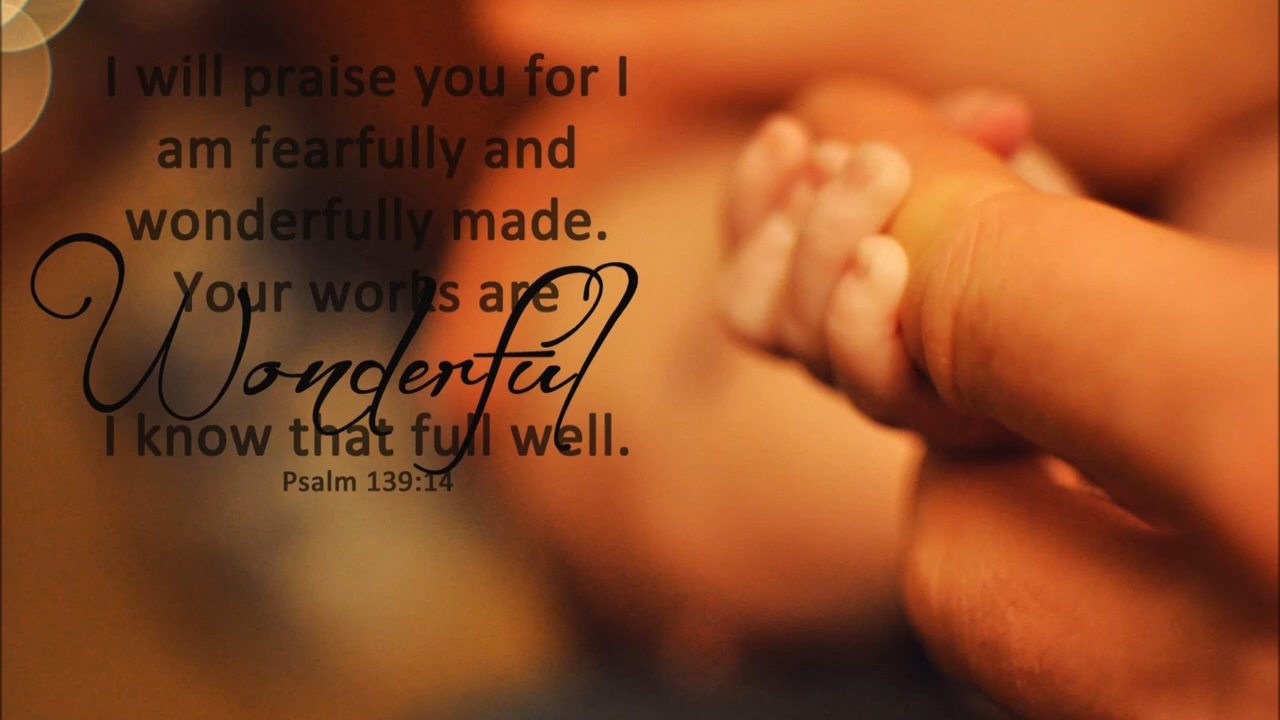 I will praise you for I
am fearfully and
wonderfully made.
Your works are
Wonderful
I know that full well.
Psalm 139:14